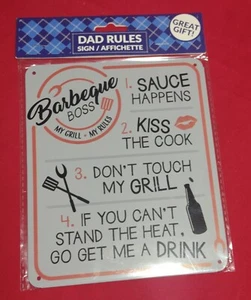 DAD RULES
SIGN / AFFICHETTE
GREAT
GIFT!
Barbeque
BOSS
MY GRILL • MY RULES
1. SAUCE
HAPPENS
2. KISS
THE COOK
3. DON'T TOUCH
MY GRILL
4. IF YOU CAN'T
STAND THE HEAT,
GO GET ME A DRINK